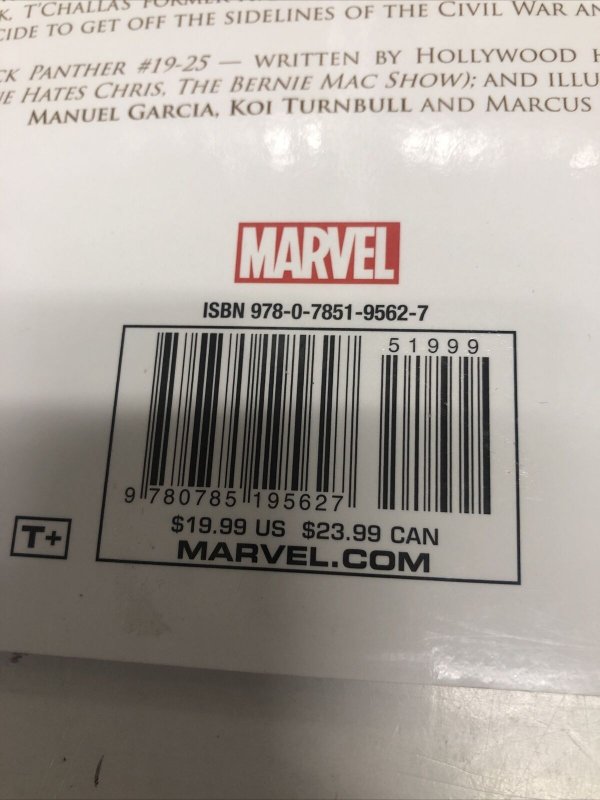 K. T'CHALLA'S FORMER
CIDE TO GET OFF THE SIDELINES OF THE CIVIL WAR AN
CK PANTHER #19-25 — WRITTEN BY HOLLYWOOD H
E HATES CHRIS, THE BERNIE MAC SHOW); AND ILLU
MANUEL GARCIA, KOI TURNBULL AND MARCUS
MARVEL
ISBN 978-0-7851-9562-7
51999
9 780785 195627
$19.99 US $23.99 CAN
MARVEL.COM
T+